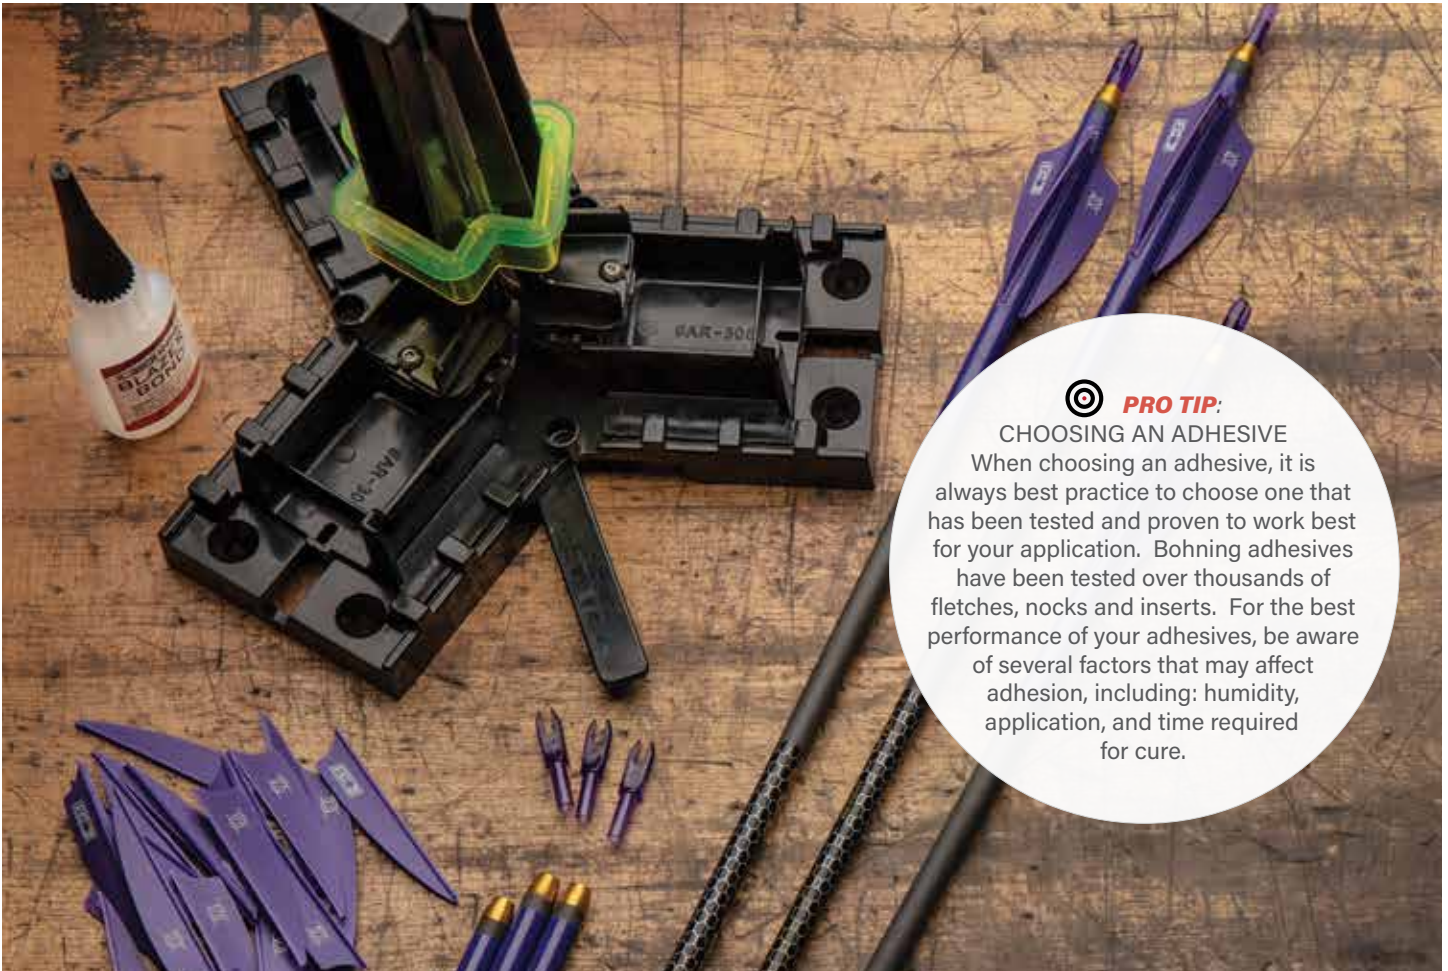 BLAZER
BOND
PRO TIP:
CHOOSING AN ADHESIVE
When choosing an adhesive, it is
always best practice to choose one that
has been tested and proven to work best
for your application.  Bohning adhesives
have been tested over thousands of
fletches, nocks and inserts.  For the best
performance of your adhesives, be aware
of several factors that may affect
adhesion, including: humidity,
application, and time required
for cure.